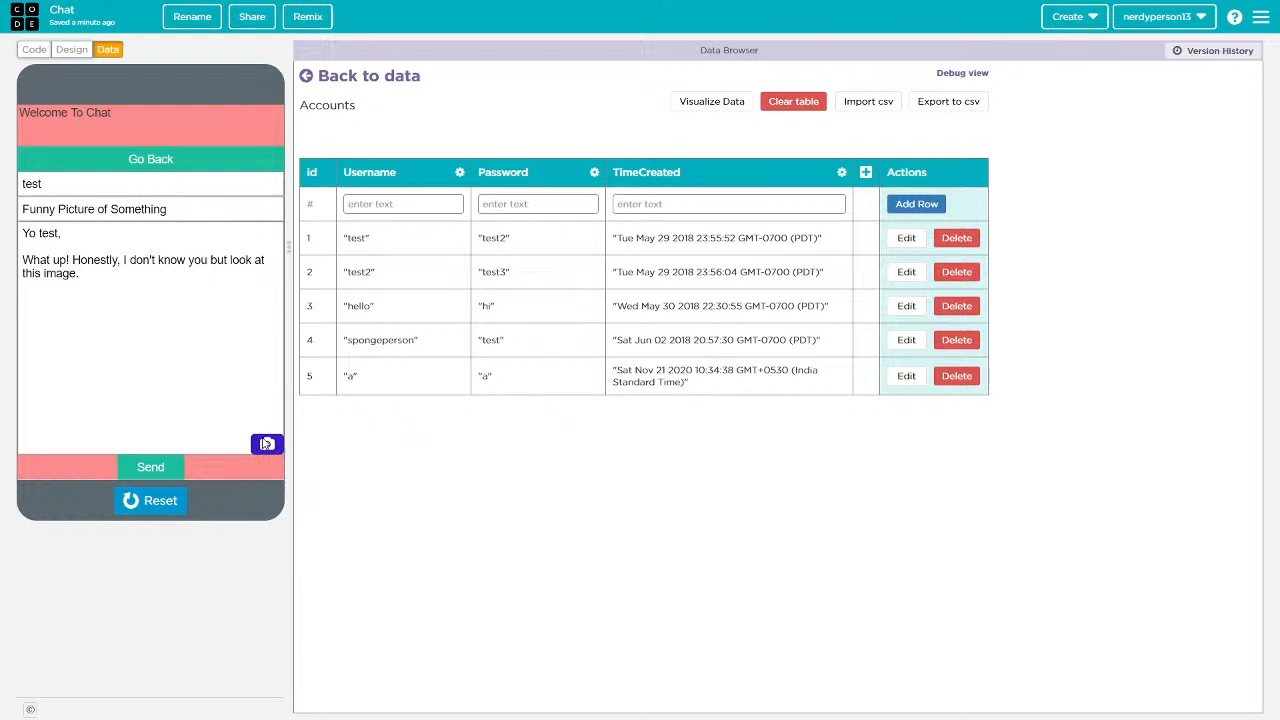 CODE
Chat
Saved a minute ago
Rename
Share
Remix
Create
nerdyperson13
?
Code
Design
Data
Data Browser
Version History
Welcome To Chat
Go Back
test
Funny Picture of Something
Yo test,
What up! Honestly, I don't know you but look at
this image.
Send
Reset
Back to data
Debug view
Accounts
Visualize Data
Clear table
Import csv
Export to csv
id Username Password TimeCreated Actions
# enter text enter text enter text Add Row
1 "test" "test2" "Tue May 29 2018 23:55:52 GMT-0700 (PDT)" Edit Delete
2 "test2" "test3" "Tue May 29 2018 23:56:04 GMT-0700 (PDT)" Edit Delete
3 "hello" "hi" "Wed May 30 2018 22:30:55 GMT-0700 (PDT)" Edit Delete
4 "spongeperson" "test" "Sat Jun 02 2018 20:57:30 GMT-0700 (PDT)" Edit Delete
5 "a" "a" "Sat Nov 21 2020 10:34:38 GMT+0530 (India
Standard Time)" Edit Delete
©